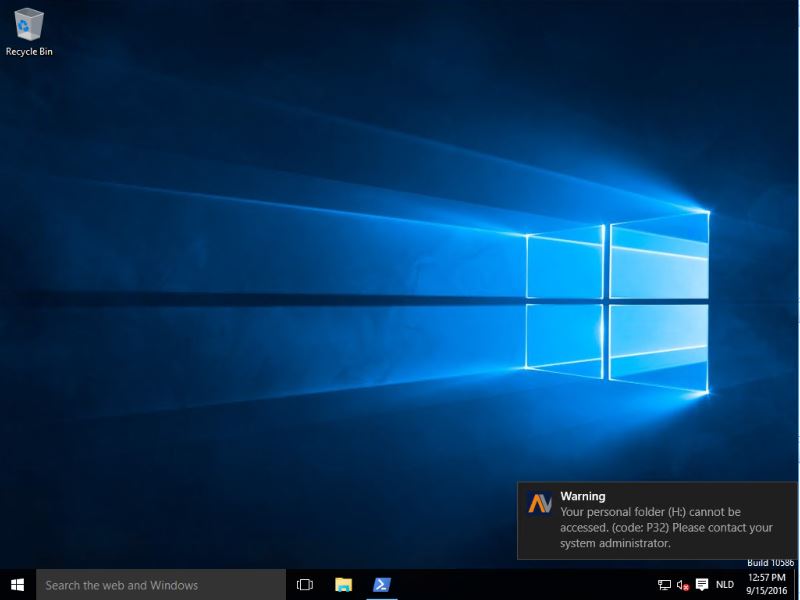 Recycle Bin
Warning
Your personal folder (H:) cannot be
accessed. (code: P32) Please contact your
system administrator.
Build 10586
Search the web and Windows
NLD
12:57 PM
9/15/2016